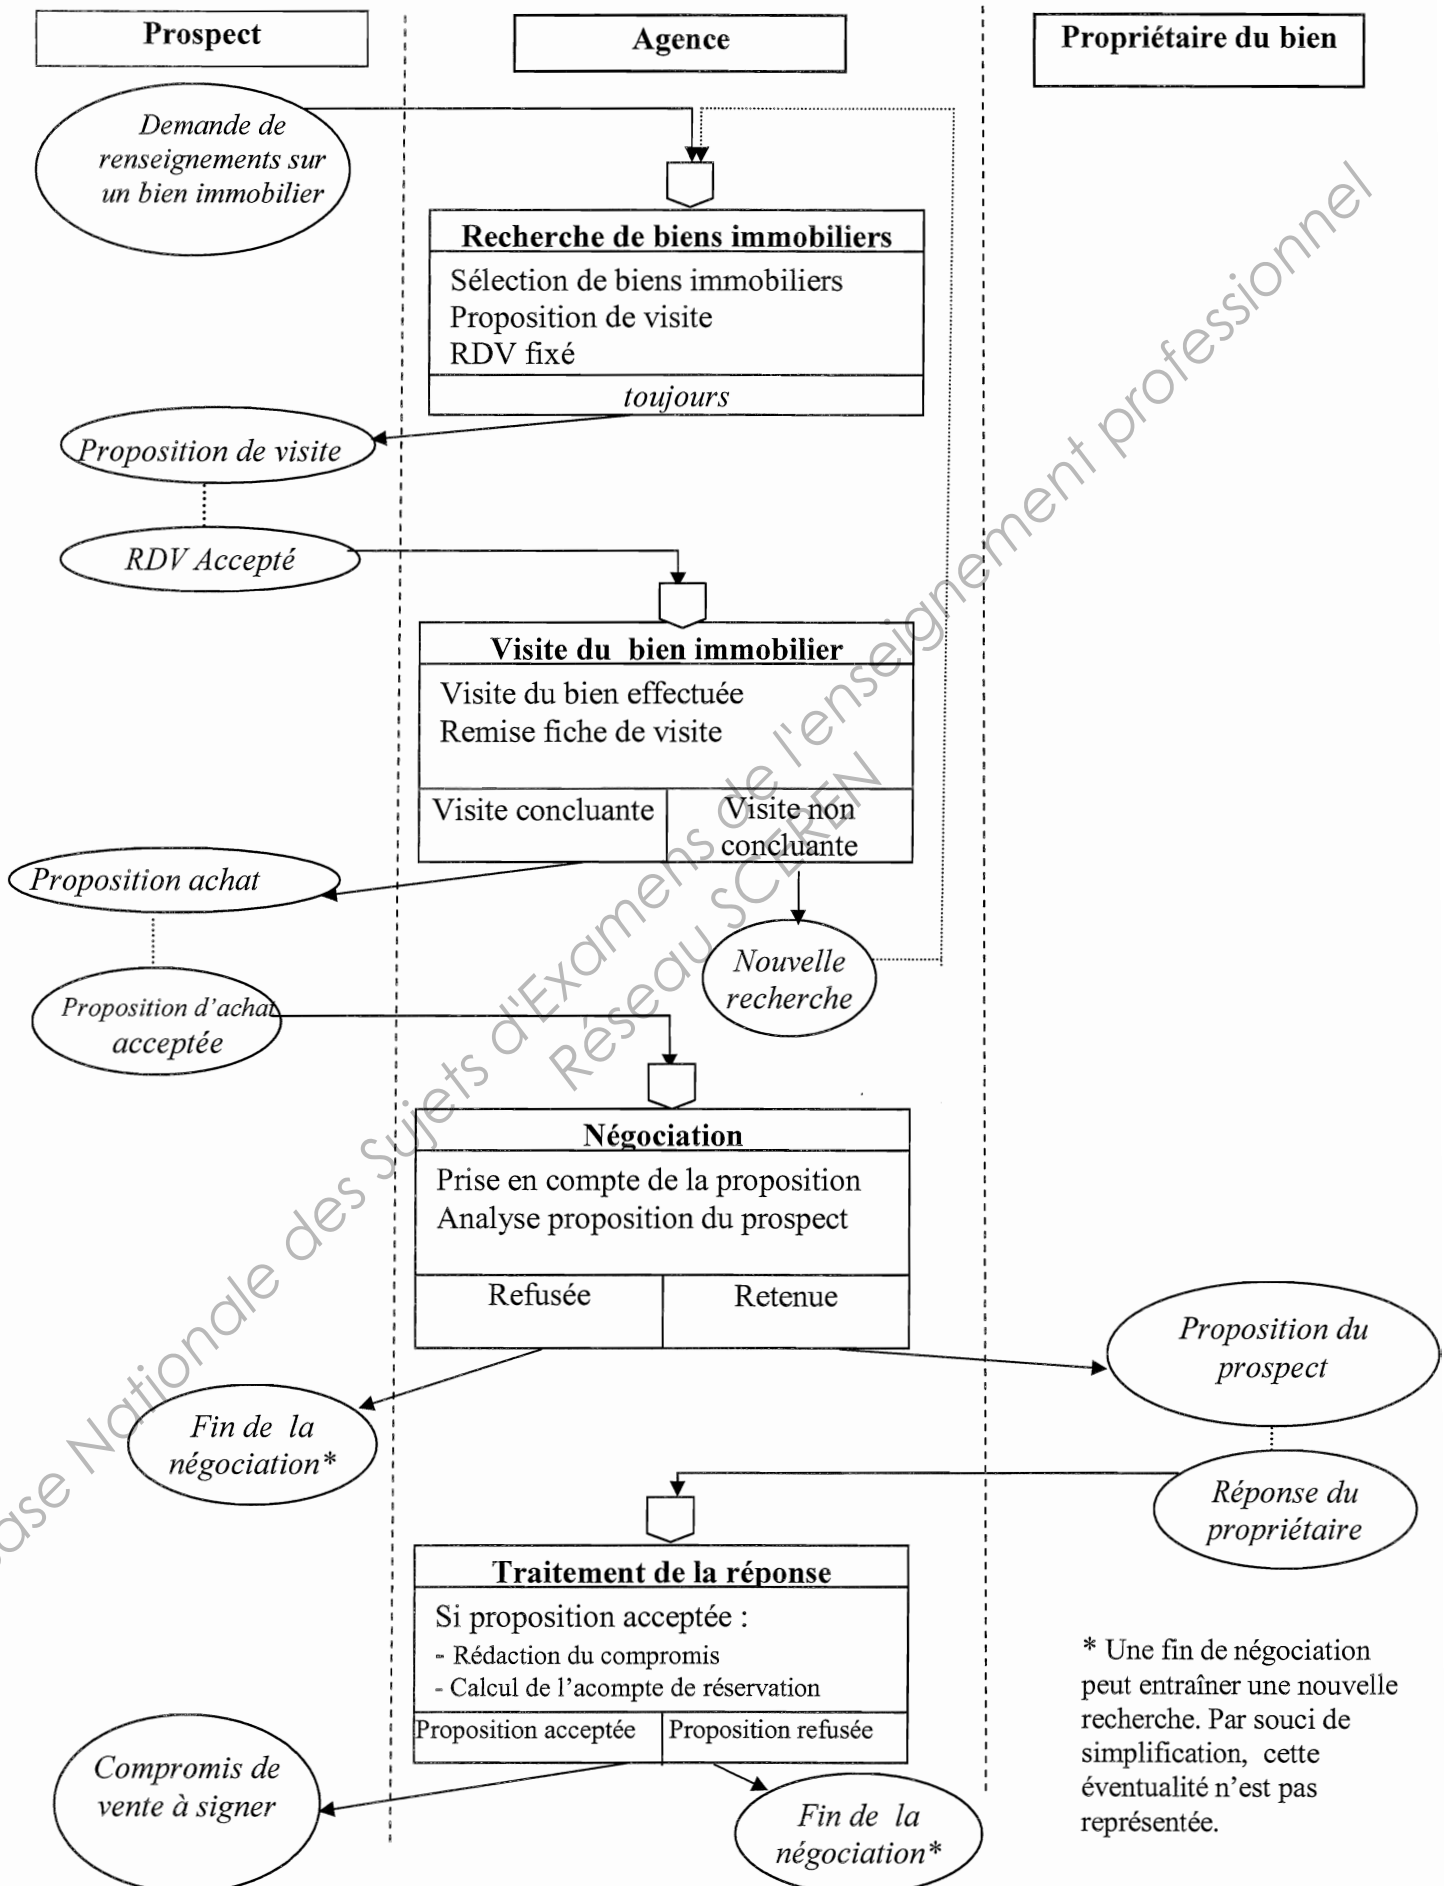 Prospect
Agence
Propriétaire du bien
Demande de
renseignements sur
un bien immobilier
Recherche de biens immobiliers
Sélection de biens immobiliers
Proposition de visite
RDV fixé
toujours
Proposition de visite
RDV Accepté
Visite du bien immobilier
Visite du bien effectuée
Remise fiche de visite
Visite concluante
Visite non
concluante
Proposition achat
Nouvelle
recherche
Proposition d'achat
acceptée
Négociation
Prise en compte de la proposition
Analyse proposition du prospect
Refusée
Retenue
Proposition du
prospect
Fin de la
négociation*
Réponse du
propriétaire
Traitement de la réponse
Si proposition acceptée :
- Rédaction du compromis
- Calcul de l'acompte de réservation
Proposition acceptée
Proposition refusée
Compromis de
vente à signer
Fin de la
négociation*
* Une fin de négociation
peut entraîner une nouvelle
recherche. Par souci de
simplification, cette
éventualité n'est pas
représentée.
Nationale des Sujets d'Examens de l'enseignement professionnel
Réseau SCEREN